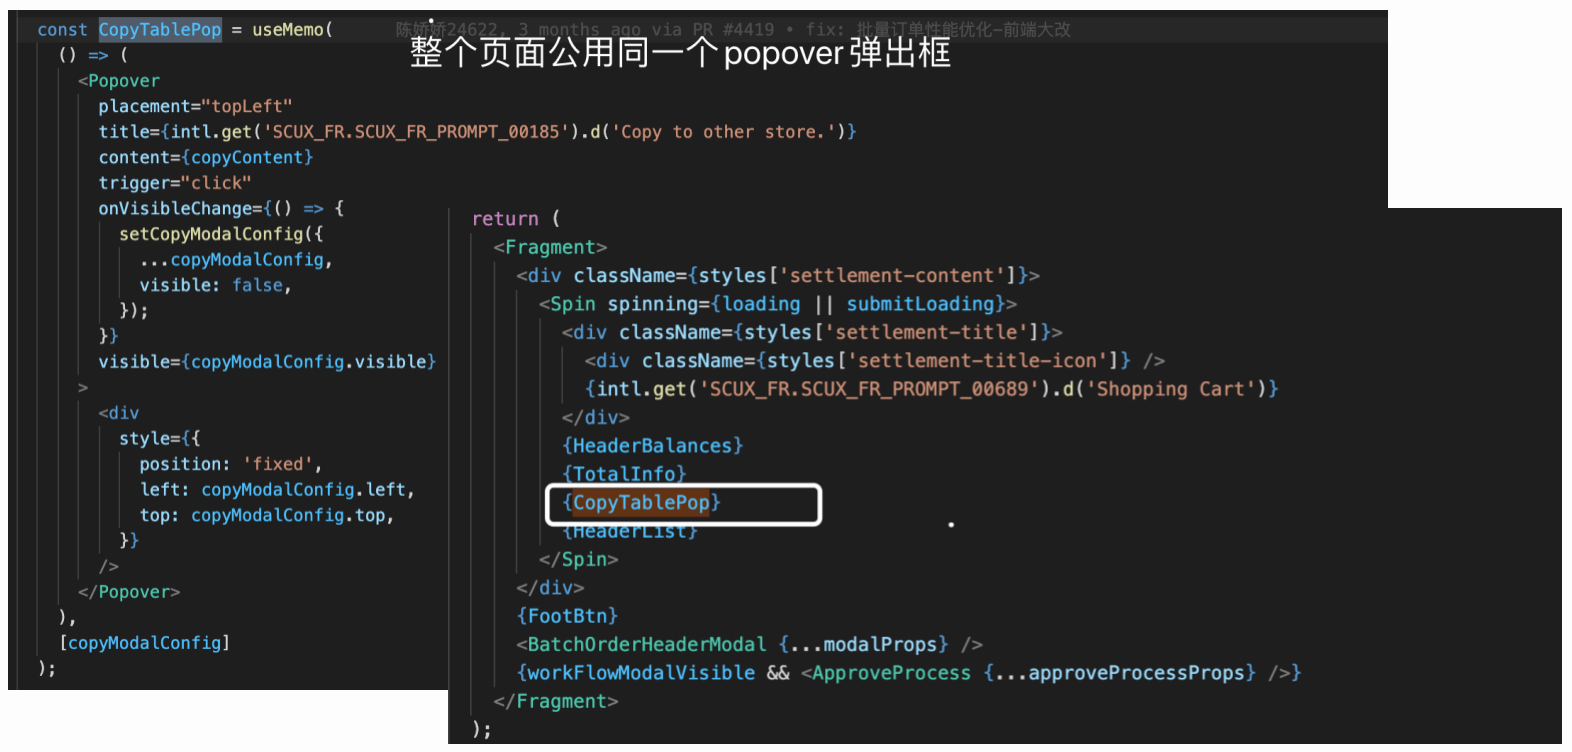 const CopyTablePop = useMemo(
陈娇娇24622, 3 months ago via PR #4419 • fix: 批量订单性能优化-前端大改
整个页面公用同一个popover弹出框
() => (
<Popover
placement="topLeft"
title={intl.get('SCUX_FR.SCUX_FR_PROMPT_00185').d('Copy to other store.')}
content={copyContent}
trigger="click"
onVisibleChange={() => {
setCopyModalConfig({
...copyModalConfig,
visible: false,
});
}}
visible={copyModalConfig.visible}
>
<div
style={{
position: 'fixed',
left: copyModalConfig.left,
top: copyModalConfig.top,
}}
/>
</Popover>
),
[copyModalConfig]
);
return (
<Fragment>
<div className={styles['settlement-content']}>
<Spin spinning={loading || submitLoading}>
<div className={styles['settlement-title']}>
<div className={styles['settlement-title-icon']} />
{intl.get('SCUX_FR.SCUX_FR_PROMPT_00689').d('Shopping Cart')}
</div>
{HeaderBalances}
{TotalInfo}
{CopyTablePop}
{HeaderList}
</Spin>
</div>
{FootBtn}
<BatchOrderHeaderModal {...modalProps} />
{workFlowModalVisible && <ApproveProcess {...approveProcessProps} />}
</Fragment>
);